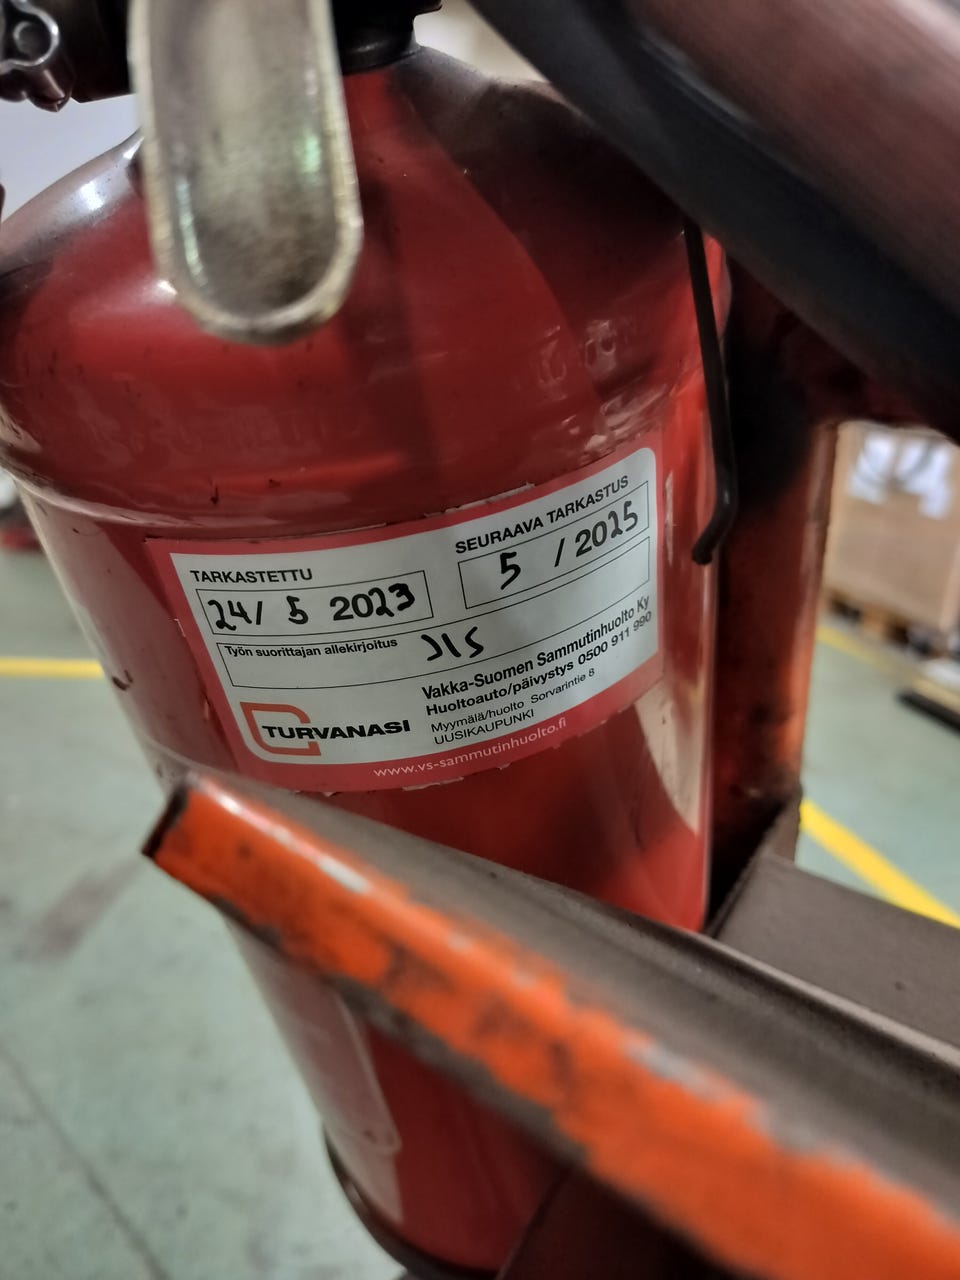 TARKASTETTU
24/ 5 2023
SEURAAVA TARKASTUS
5 / 2025
Työn suorittajan allekirjoitus
TURVANASI
Vakka-Suomen Sammutinhuolto Ky
Huoltoauto/päivystys 0500 911 990
Myymälä/huolto Sorvarintie 8
UUSIKAUPUNKI
www.vs-sammutinhuolto.fi